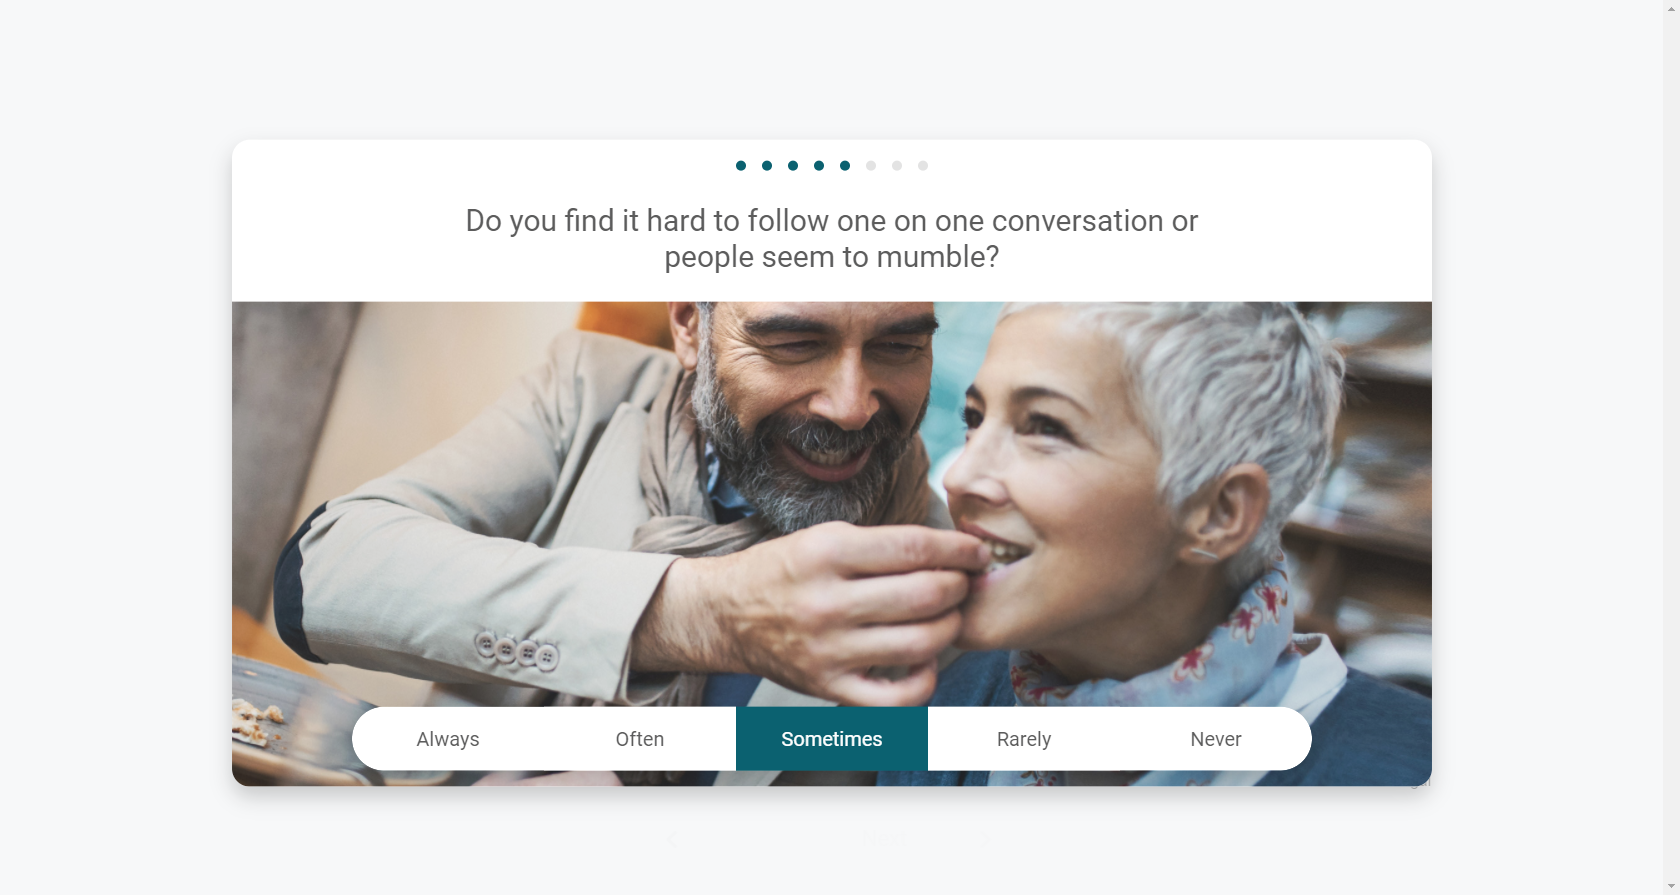 Do you find it hard to follow one on one conversation or
people seem to mumble?
Always
Often
Sometimes
Rarely
Never